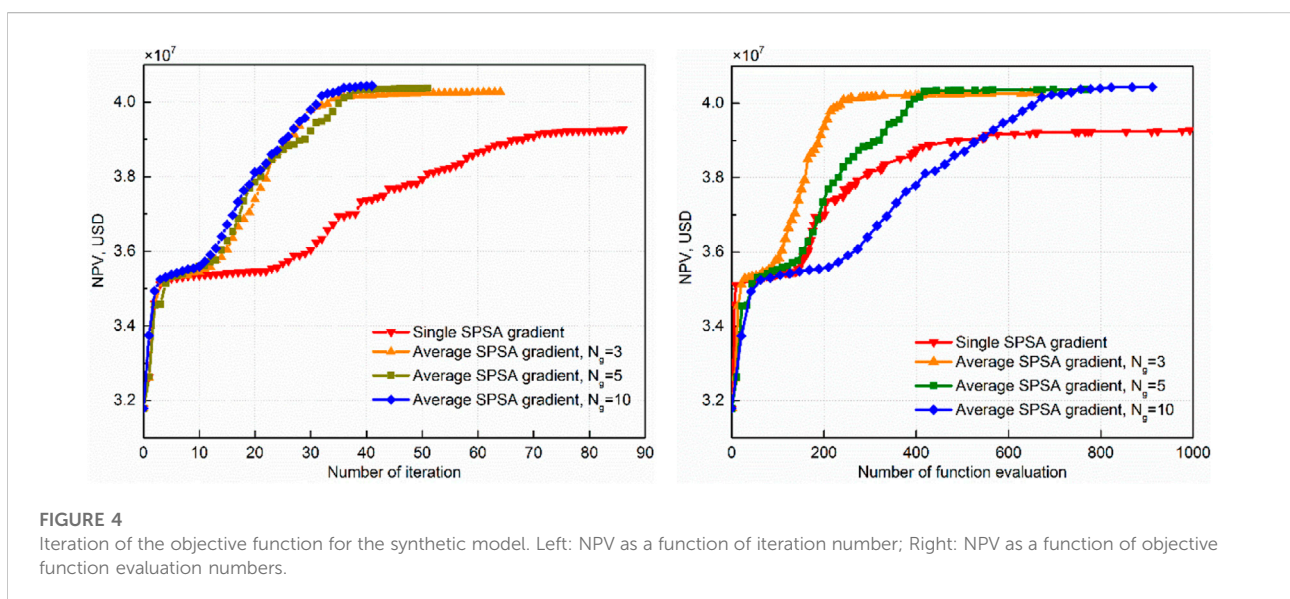 ×10⁷
4.0
3.8
3.6
3.4
3.2
NPV, USD
Single SPSA gradient
Average SPSA gradient, N_g=3
Average SPSA gradient, N_g=5
Average SPSA gradient, N_g=10
0 10 20 30 40 50 60 70 80 90
Number of iteration
×10⁷
4.0
3.8
3.6
3.4
3.2
NPV, USD
Single SPSA gradient
Average SPSA gradient, N_g=3
Average SPSA gradient, N_g=5
Average SPSA gradient, N_g=10
0 200 400 600 800 1000
Number of function evaluation
FIGURE 4
Iteration of the objective function for the synthetic model. Left: NPV as a function of iteration number; Right: NPV as a function of objective
function evaluation numbers.